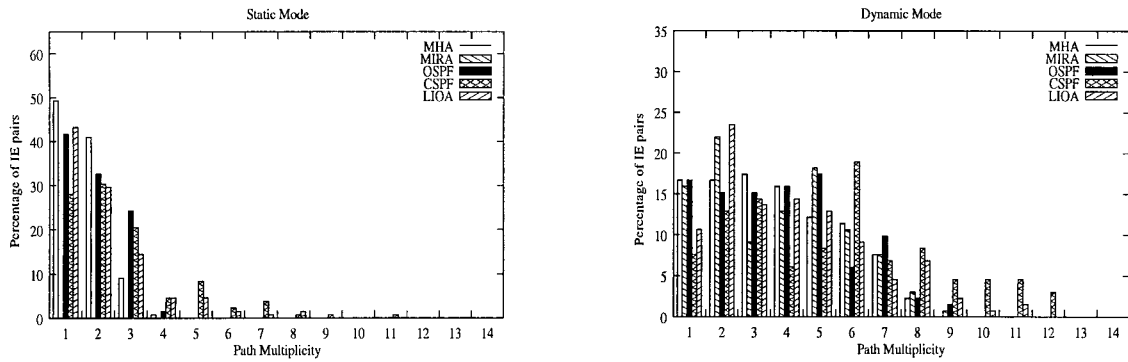 Static Mode
60
50
40
30
20
10
0
Percentage of IE pairs
MHA
MIRA
OSPF
CSPF
LIOA
1 2 3 4 5 6 7 8 9 10 11 12 13 14
Path Multiplicity
Dynamic Mode
35
30
25
20
15
10
5
0
Percentage of IE pairs
MHA
MIRA
OSPF
CSPF
LIOA
1 2 3 4 5 6 7 8 9 10 11 12 13 14
Path Multiplicity